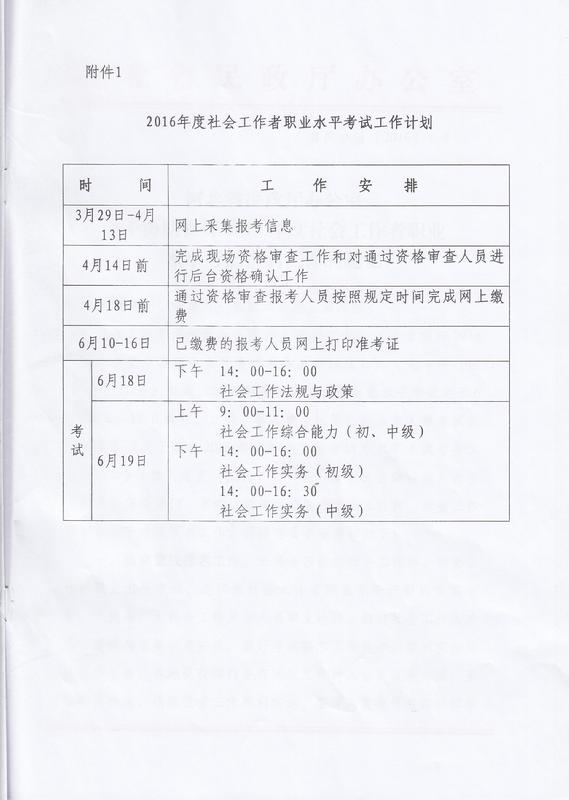 附件1
2016年度社会工作者职业水平考试工作计划
时 间 工 作 安 排
3月29日-4月
13日
网上采集报考信息
4月14日前
完成现场资格审查工作和对通过资格审查人员进
行后台资格确认工作
4月18日前
通过资格审查报考人员按照规定时间完成网上缴
费
6月10-16日
已缴费的报考人员网上打印准考证
考
试
6月18日
下午 14：00-16：00
社会工作法规与政策
6月19日
上午 9：00-11：00
社会工作综合能力（初、中级）
下午 14：00-16：00
社会工作实务（初级）
14：00-16：30
社会工作实务（中级）